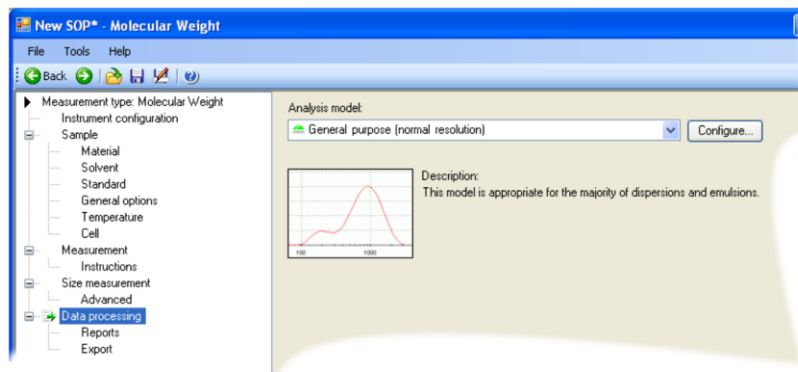 New SOP* - Molecular Weight
File Tools Help
Back
Measurement type: Molecular Weight
Instrument configuration
Sample
Material
Solvent
Standard
General options
Temperature
Cell
Measurement
Instructions
Size measurement
Advanced
Data processing
Reports
Export
Analysis model:
General purpose (normal resolution)
Configure...
Description:
This model is appropriate for the majority of dispersions and emulsions.
100 1000